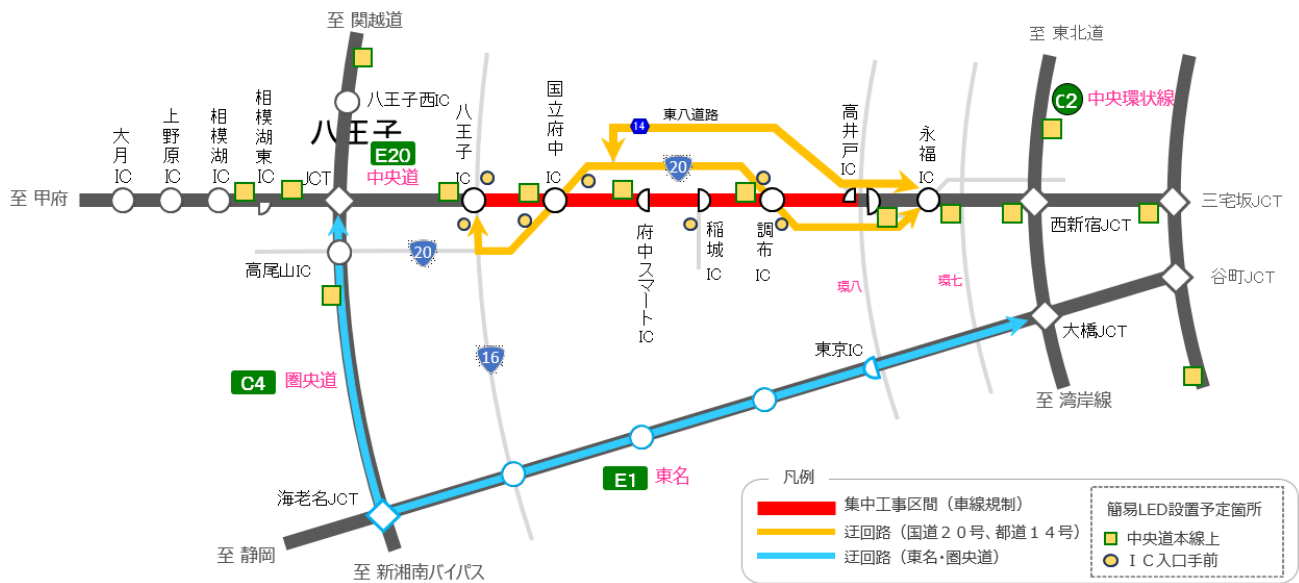 至 関越道
至 東北道
八王子西IC
国立府中IC
八王子IC
東八道路
14
高井戸IC
永福IC
C2 中央環状線
大月IC
上野原IC
相模湖IC
相模湖東IC
八王子
JCT
E20
中央道
20
至 甲府
三宅坂JCT
西新宿JCT
高尾山IC
20
府中スマートIC
稲城IC
調布IC
環八
環七
谷町JCT
大橋JCT
東京IC
16
C4 圏央道
至 湾岸線
E1 東名
海老名JCT
至 静岡
至 新湘南バイパス
凡例
集中工事区間（車線規制）
迂回路（国道２０号、都道１４号）
迂回路（東名・圏央道）
簡易LED設置予定箇所
中央道本線上
ＩＣ入口手前